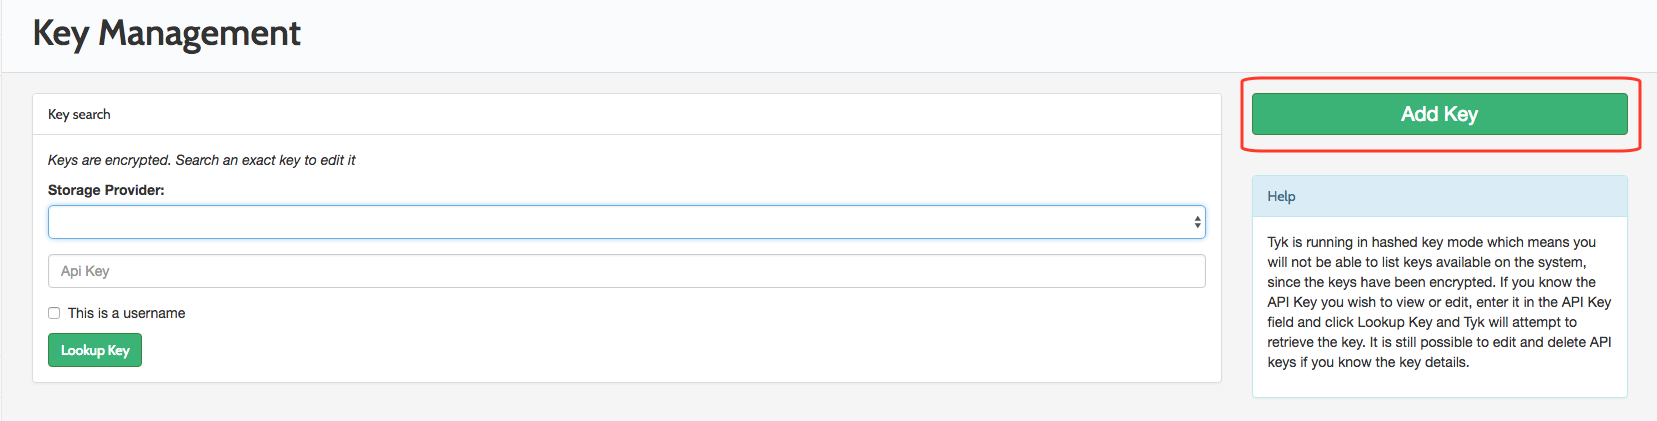 Key Management
Key search
Keys are encrypted. Search an exact key to edit it
Storage Provider:
Api Key
This is a username
Lookup Key
Add Key
Help
Tyk is running in hashed key mode which means you
will not be able to list keys available on the system,
since the keys have been encrypted. If you know the
API Key you wish to view or edit, enter it in the API Key
field and click Lookup Key and Tyk will attempt to
retrieve the key. It is still possible to edit and delete API
keys if you know the key details.